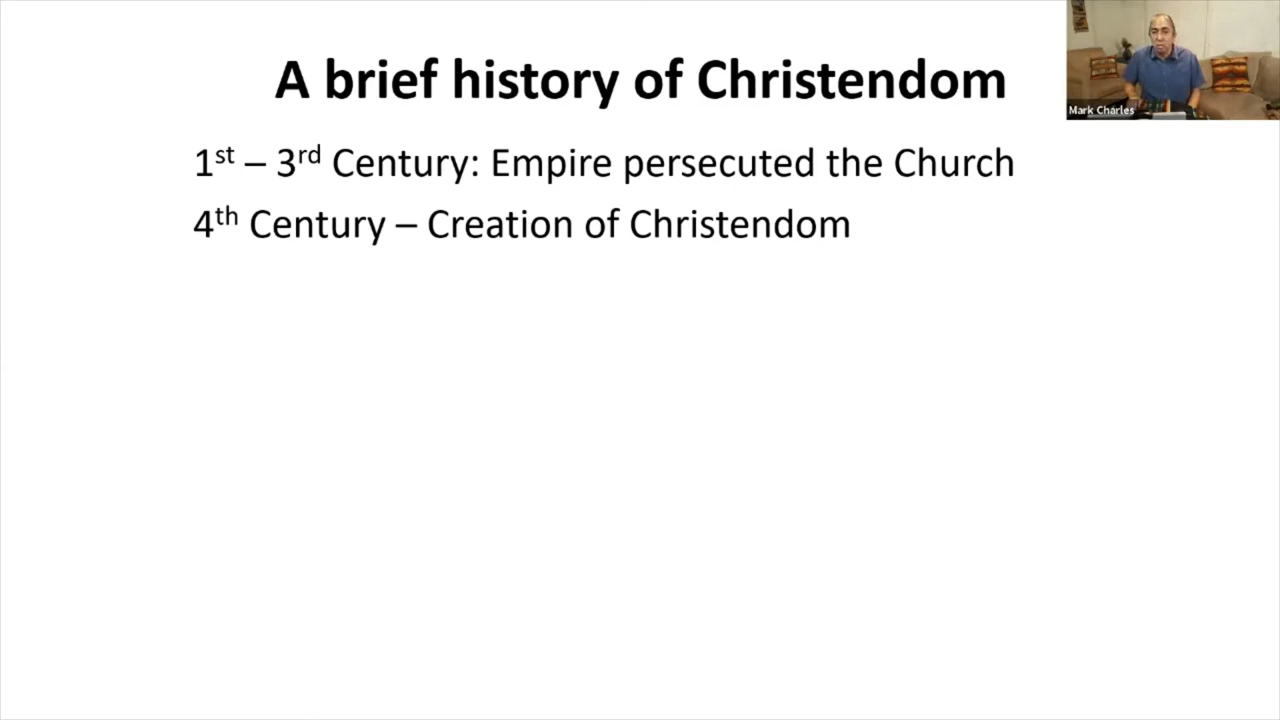 A brief history of Christendom
Mark Charles
1st – 3rd Century: Empire persecuted the Church
4th Century – Creation of Christendom